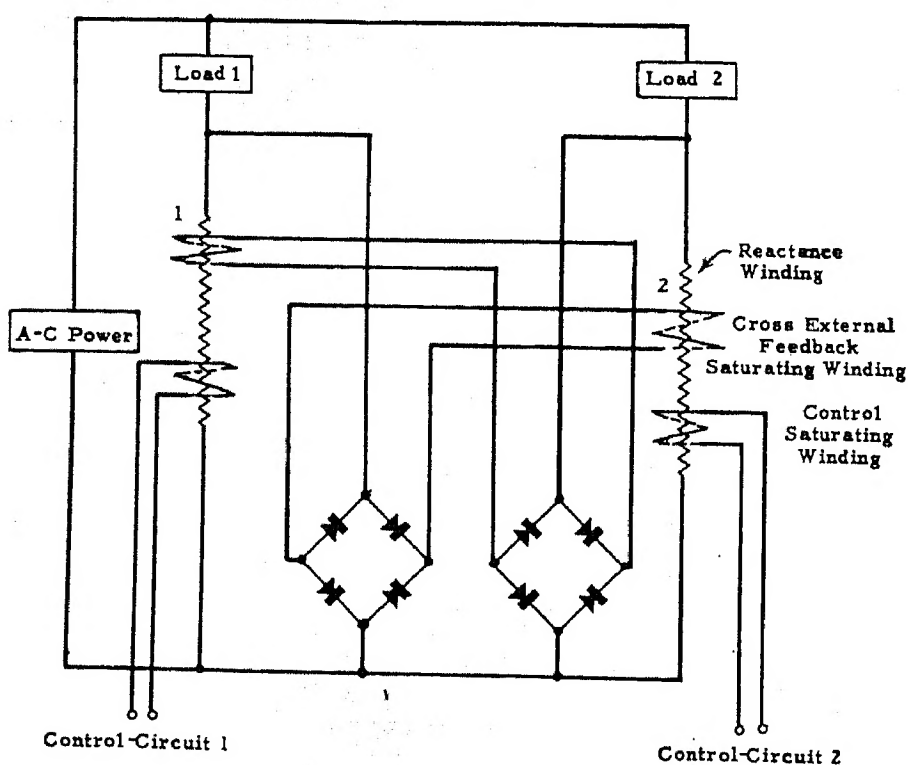 Load 1
Load 2
1
Reactance
Winding
2
A-C Power
Cross External
Feedback
Saturating Winding
Control
Saturating
Winding
Control-Circuit 1
Control-Circuit 2